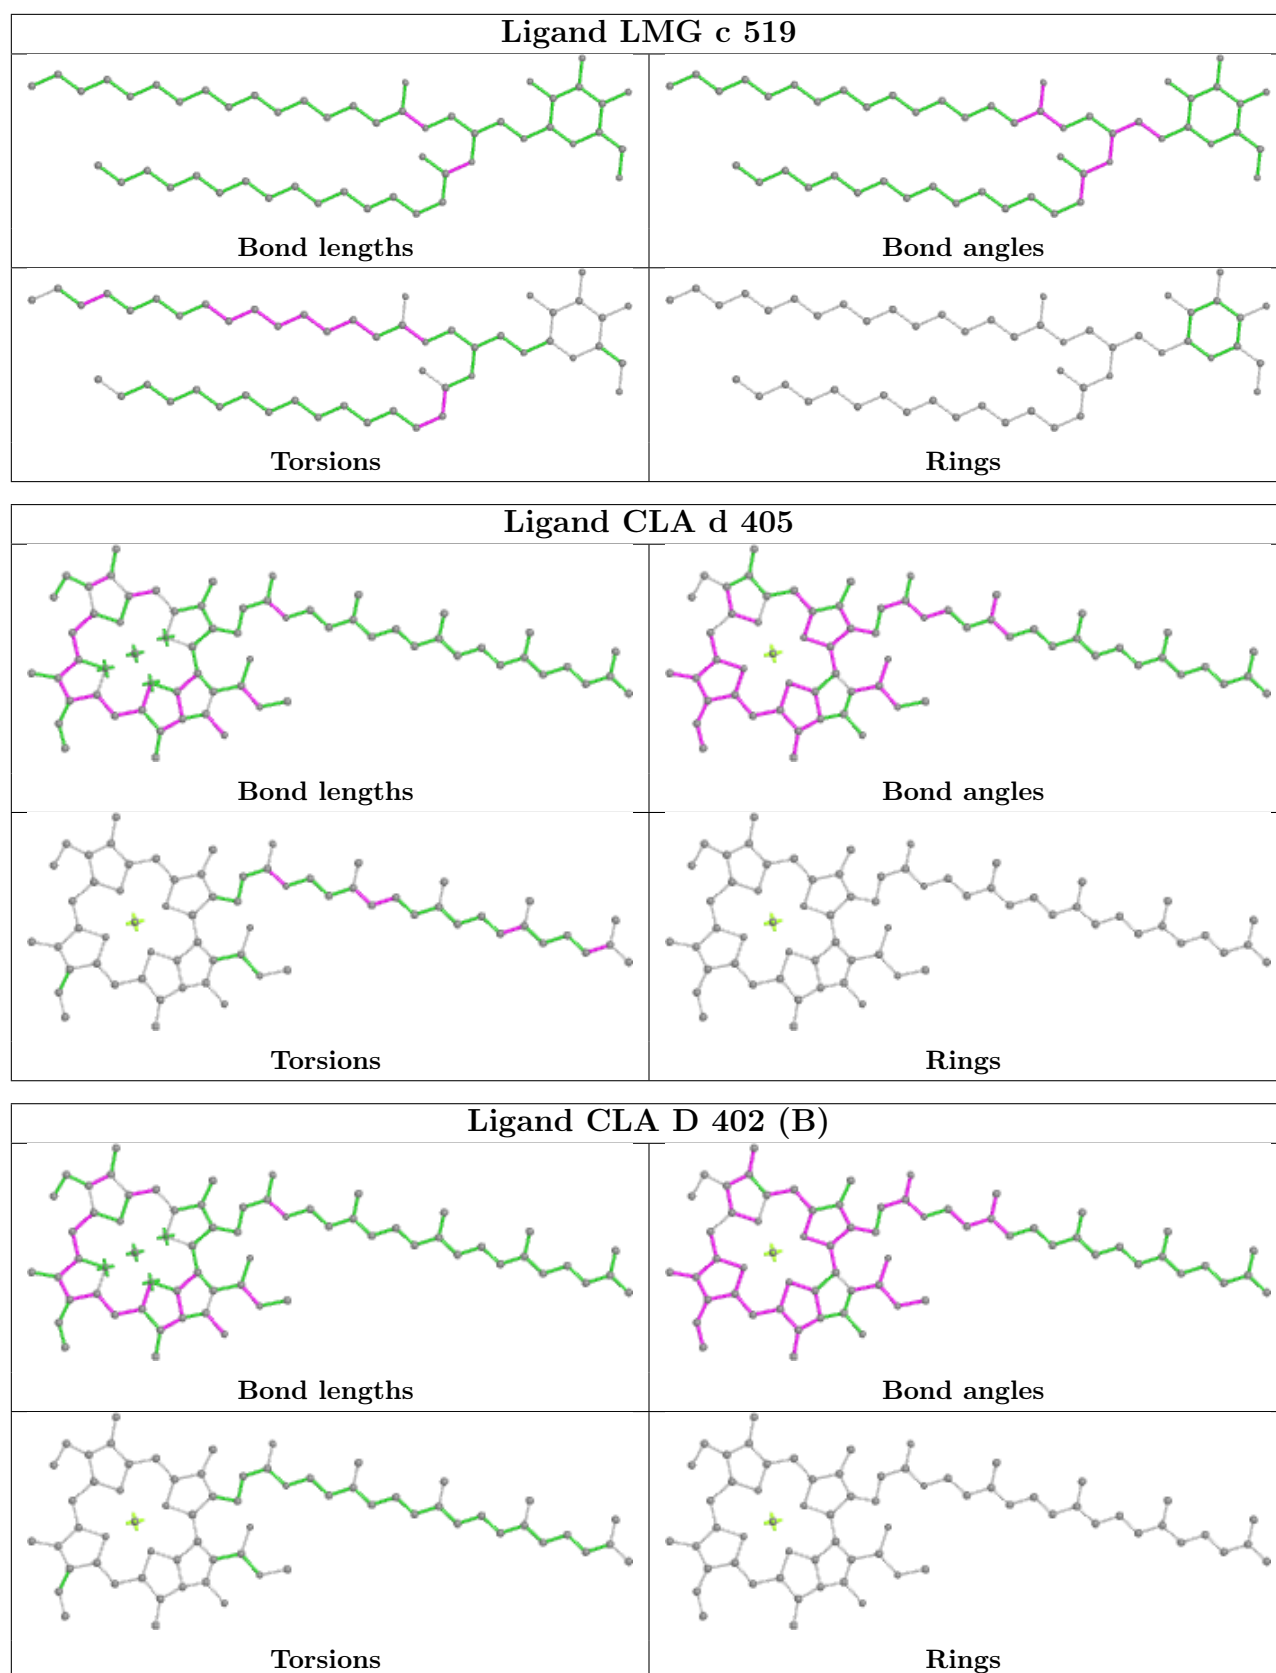 Ligand LMG c 519
Bond lengths
Bond angles
Torsions
Rings
Ligand CLA d 405
Bond lengths
Bond angles
Torsions
Rings
Ligand CLA D 402 (B)
Bond lengths
Bond angles
Torsions
Rings